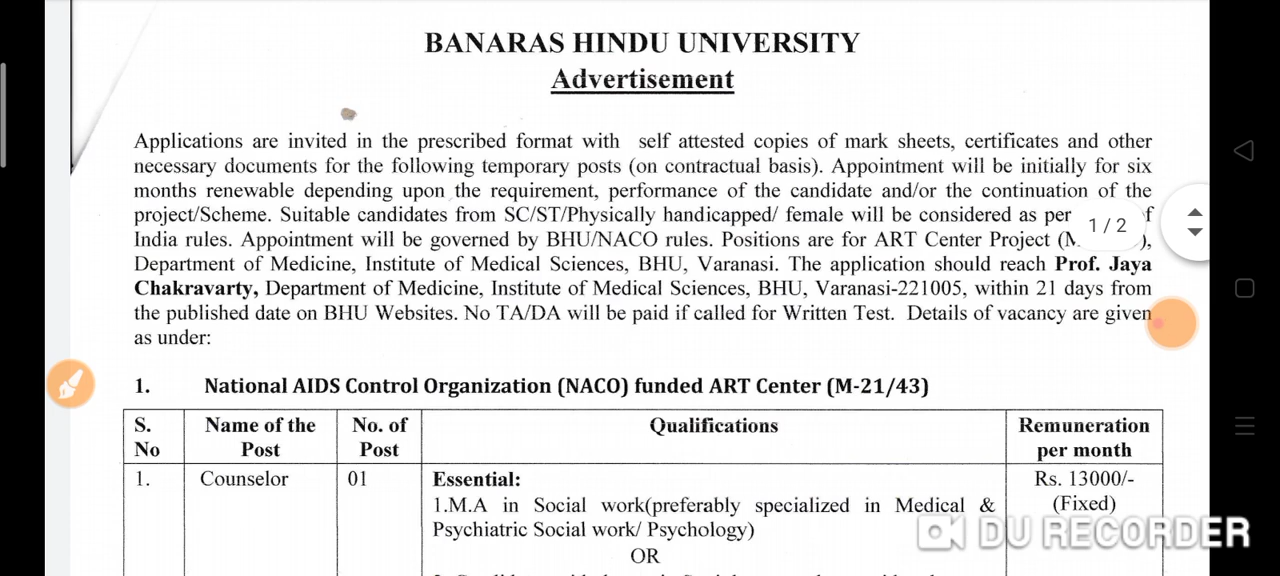 BANARAS HINDU UNIVERSITY
Advertisement
Applications are invited in the prescribed format with self attested copies of mark sheets, certificates and other
necessary documents for the following temporary posts (on contractual basis). Appointment will be initially for six
months renewable depending upon the requirement, performance of the candidate and/or the continuation of the
project/Scheme. Suitable candidates from SC/ST/Physically handicapped/ female will be considered as per
India rules. Appointment will be governed by BHU/NACO rules. Positions are for ART Center Project
1/2
Department of Medicine, Institute of Medical Sciences, BHU, Varanasi. The application should reach Prof. Jaya
Chakravarty, Department of Medicine, Institute of Medical Sciences, BHU, Varanasi-221005, within 21 days from
the published date on BHU Websites. No TA/DA will be paid if called for Written Test. Details of vacancy are given
as under:
1. National AIDS Control Organization (NACO) funded ART Center (M-21/43)
S. No Name of the Post No. of Post Qualifications Remuneration per month
1. Counselor 01 Essential: Rs. 13000/-
(Fixed)
1.M.A in Social work(preferably specialized in Medical &
Psychiatric Social work/ Psychology)
OR
DU RECORDER